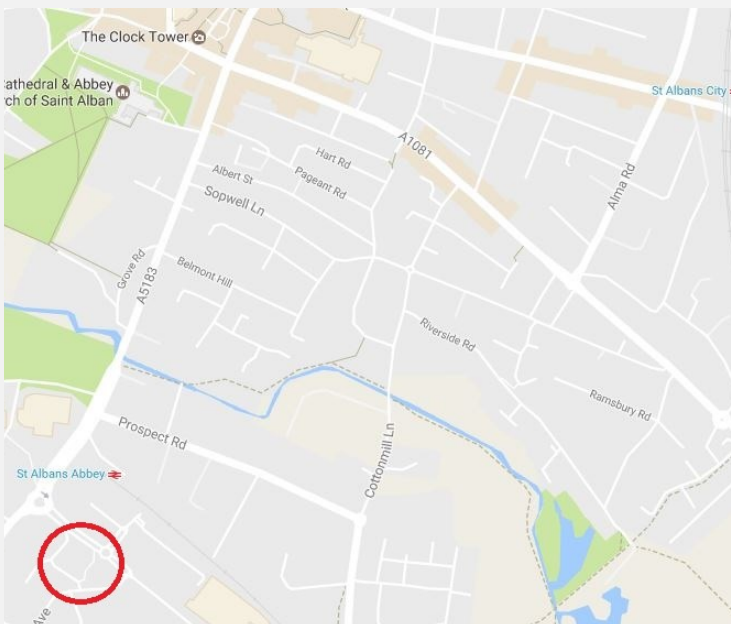 The Clock Tower
Cathedral & Abbey
rch of Saint Alban
St Albans City
A1081
Hart Rd
Pageant Rd
Albert St
Sopwell Ln
Alma Rd
Grove Rd
A5183
Belmont Hill
Riverside Rd
Ramsbury Rd
Prospect Rd
Cottonmill Ln
St Albans Abbey
Ave